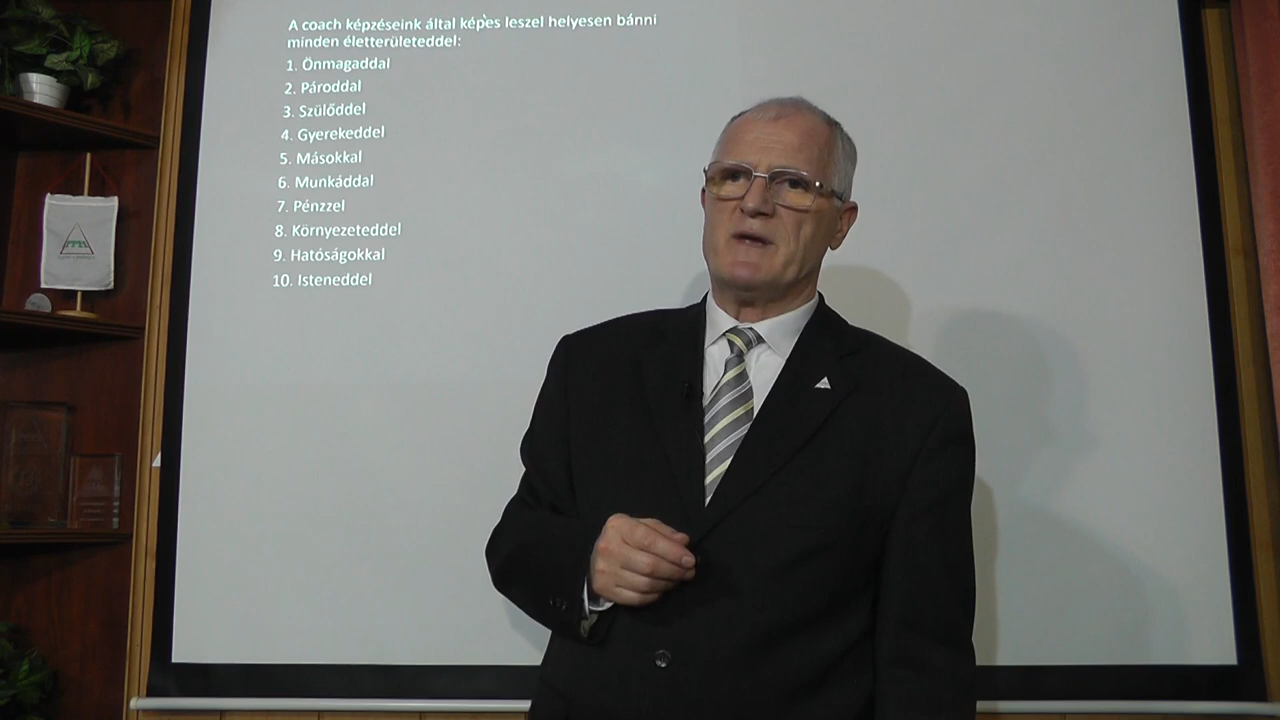 A coach képzéseink által képes leszel helyesen bánni
minden életterületeddel:
1. Önmagaddal
2. Pároddal
3. Szülőddel
4. Gyerekeddel
5. Másokkal
6. Munkáddal
7. Pénzzel
8. Környezeteddel
9. Hatóságokkal
10. Isteneddel